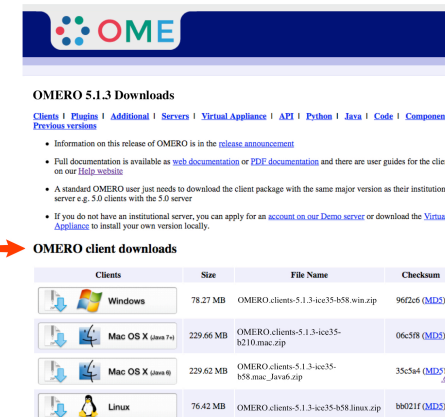 OME
OMERO 5.1.3 Downloads
Clients | Plugins | Additional | Servers | Virtual Appliance | API | Python | Java | Code | Componen
Previous versions
Information on this release of OMERO is in the release announcement
Full documentation is available as web documentation or PDF documentation and there are user guides for the clie
on our Help website
A standard OMERO user just needs to download the client package with the same major version as their institution
server e.g. 5.0 clients with the 5.0 server
If you do not have an institutional server, you can apply for an account on our Demo server or download the Virtua
Appliance to install your own version locally.
OMERO client downloads
Clients Size File Name Checksum
Windows 78.27 MB OMERO.clients-5.1.3-ice35-b58.win.zip 96f2c6 (MD5)
Mac OS X (Java 7+) 229.66 MB OMERO.clients-5.1.3-ice35-
b210.mac.zip 06c5f8 (MD5)
Mac OS X (Java 6) 229.62 MB OMERO.clients-5.1.3-ice35-
b58.mac_Java6.zip 35c5a4 (MD5)
Linux 76.42 MB OMERO.clients-5.1.3-ice35-b58.linux.zip bb021f (MD5)